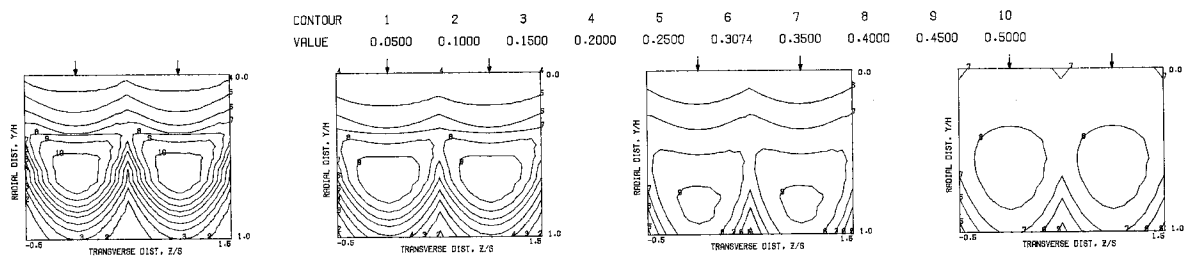 CONTOUR 1 2 3 4 5 6 7 8 9 10
VALUE 0.0500 0.1000 0.1500 0.2000 0.2500 0.3074 0.3500 0.4000 0.4500 0.5000
0.0 0.0 0.0 0.0
RADIAL DIST, Y/H RADIAL DIST, Y/H RADIAL DIST, Y/H RADIAL DIST, Y/H
1.0 1.0 1.0 1.0
-0.5 1.5 -0.5 1.5 -0.5 1.5 -0.5 1.5
TRANSVERSE DIST, Z/S TRANSVERSE DIST, Z/S TRANSVERSE DIST, Z/S TRANSVERSE DIST, Z/S